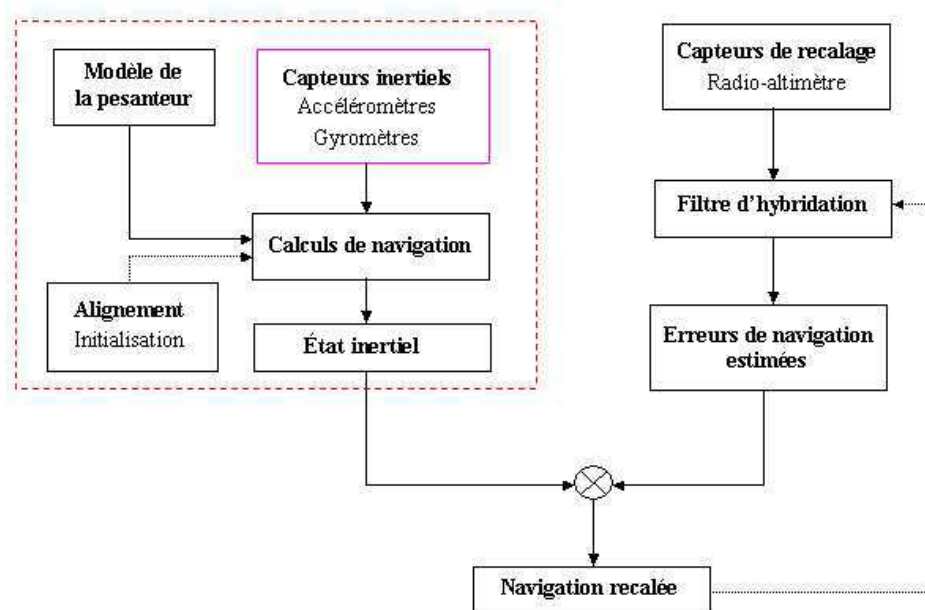 Modèle de
la pesanteur
Capteurs inertiels
Accéléromètres
Gyromètres
Capteurs de recalage
Radio-altimètre
Filtre d’hybridation
Calculs de navigation
Alignement
Initialisation
État inertiel
Erreurs de navigation
estimées
Navigation recalée